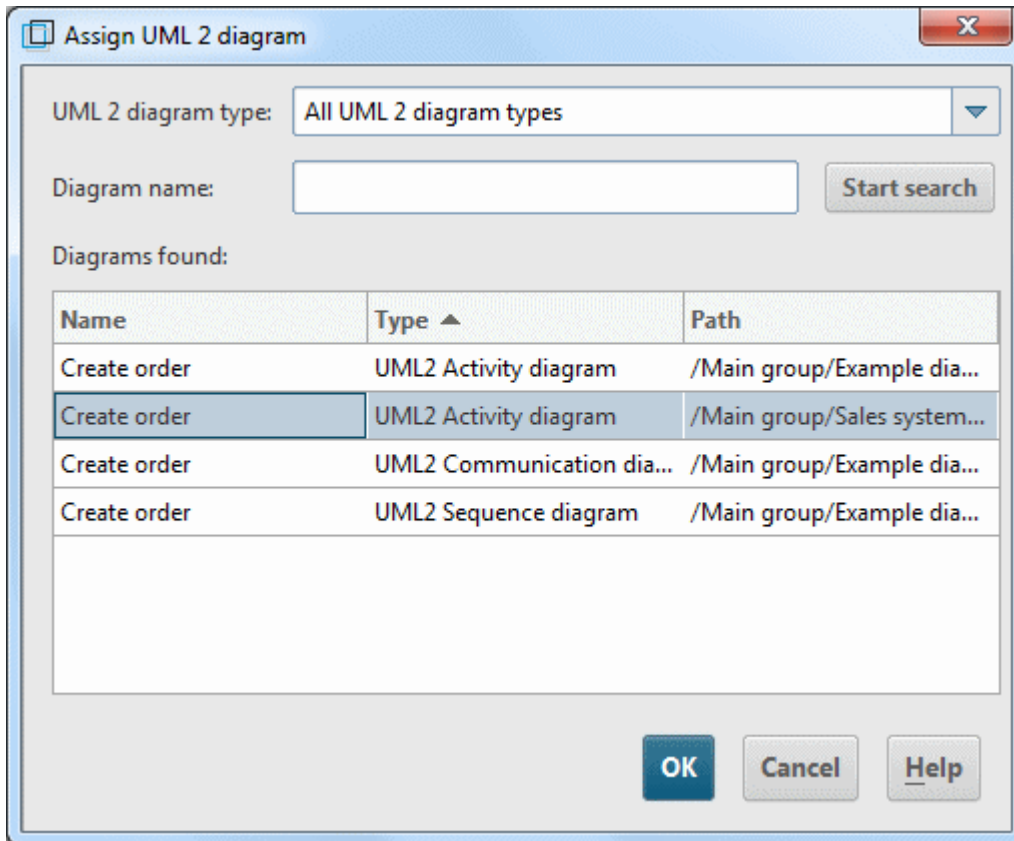 Assign UML 2 diagram
UML 2 diagram type: All UML 2 diagram types
Diagram name: Start search
Diagrams found:
Name Type Path
Create order UML2 Activity diagram /Main group/Example dia...
Create order UML2 Activity diagram /Main group/Sales system...
Create order UML2 Communication dia... /Main group/Example dia...
Create order UML2 Sequence diagram /Main group/Example dia...
OK Cancel Help